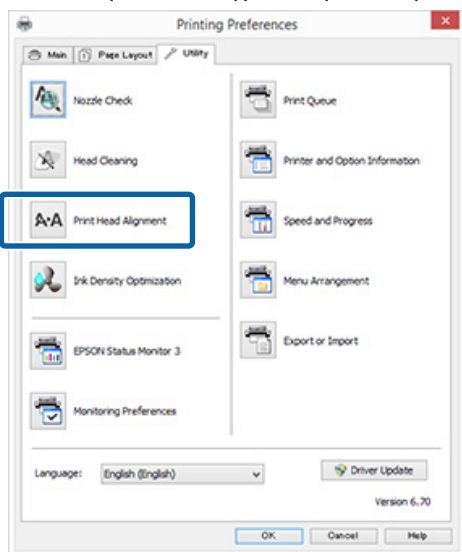 Printing Preferences
Main
Page Layout
Utility
Nozzle Check
Print Queue
Head Cleaning
Printer and Option Information
A·A
Print Head Alignment
Speed and Progress
Ink Density Optimization
Menu Arrangement
EPSON Status Monitor 3
Export or Import
Monitoring Preferences
Language:
English (English)
Driver Update
Version 6.70
OK
Cancel
Help